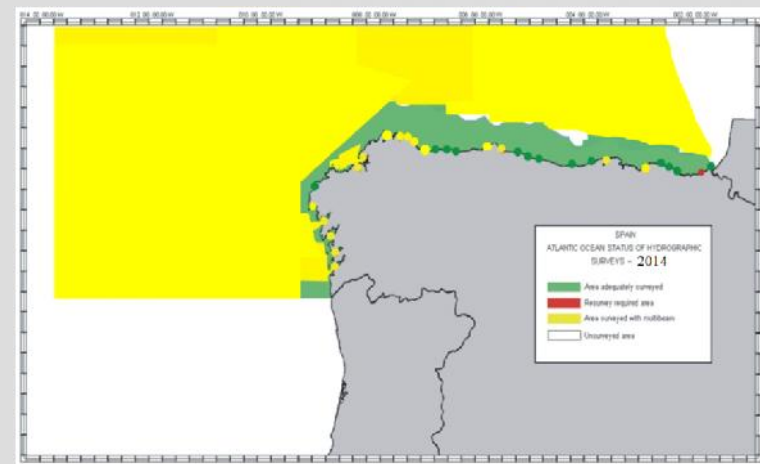 SPAIN
ATLANTIC OCEAN STATUS OF HYDROGRAPHIC
SURVEYS - 2014
Area adequately surveyed
Resurvey required area
Area surveyed with multibeam
Unsurveyed area